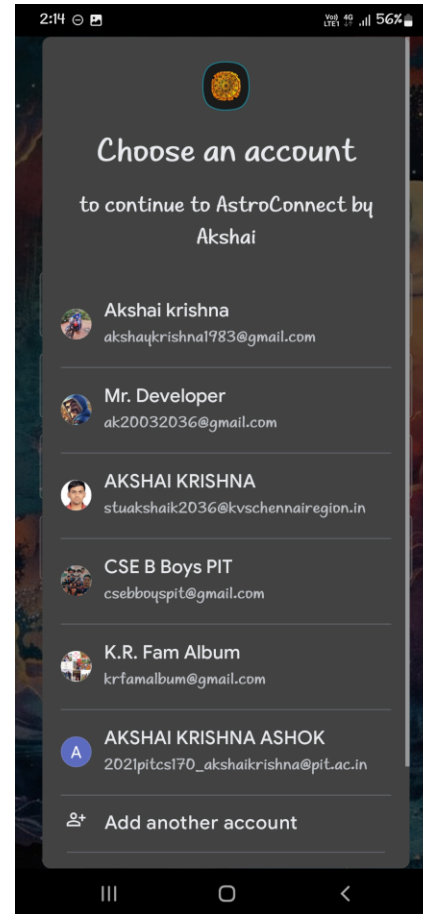 2:14
Vo)) 4G
LTE1
56%
Choose an account
to continue to AstroConnect by
Akshai
Akshai krishna
akshaykrishna1983@gmail.com
Mr. Developer
ak20032036@gmail.com
AKSHAI KRISHNA
stuakshaik2036@kvschennairegion.in
CSE B Boys PIT
csebboyspit@gmail.com
K.R. Fam Album
krfamalbum@gmail.com
A
AKSHAI KRISHNA ASHOK
2021pitcs170_akshaikrishna@pit.ac.in
Add another account